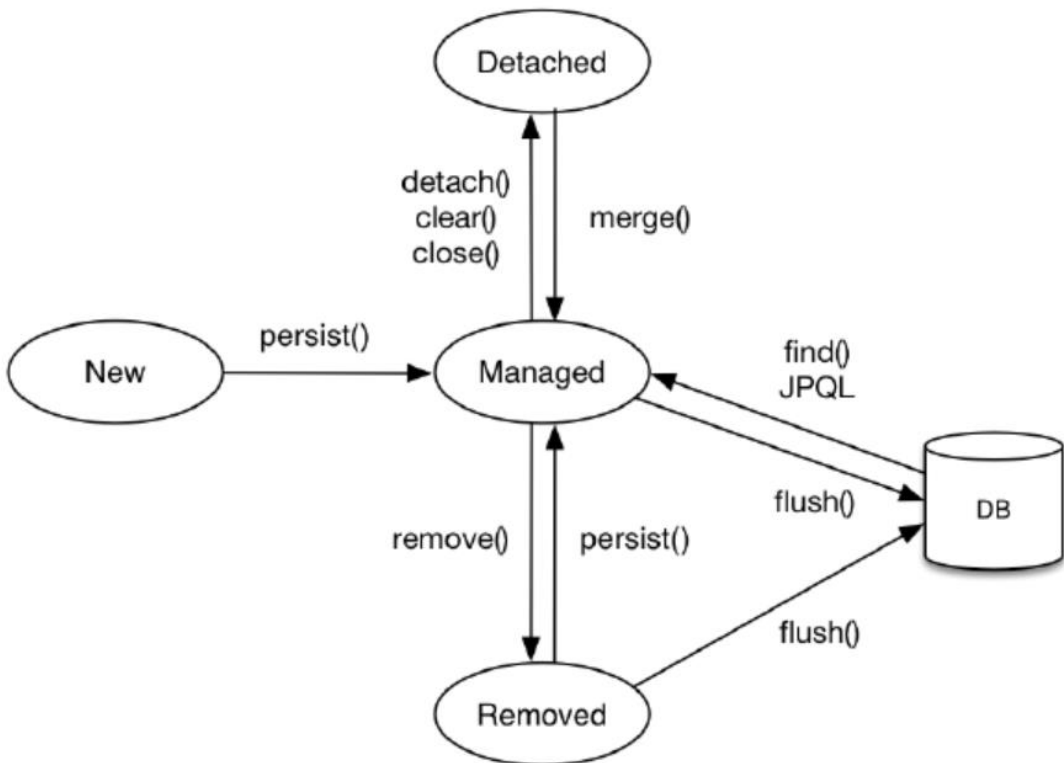 Detached
detach()
clear()
close()
merge()
persist()
New
Managed
find()
JPQL
flush()
DB
remove()
persist()
flush()
Removed